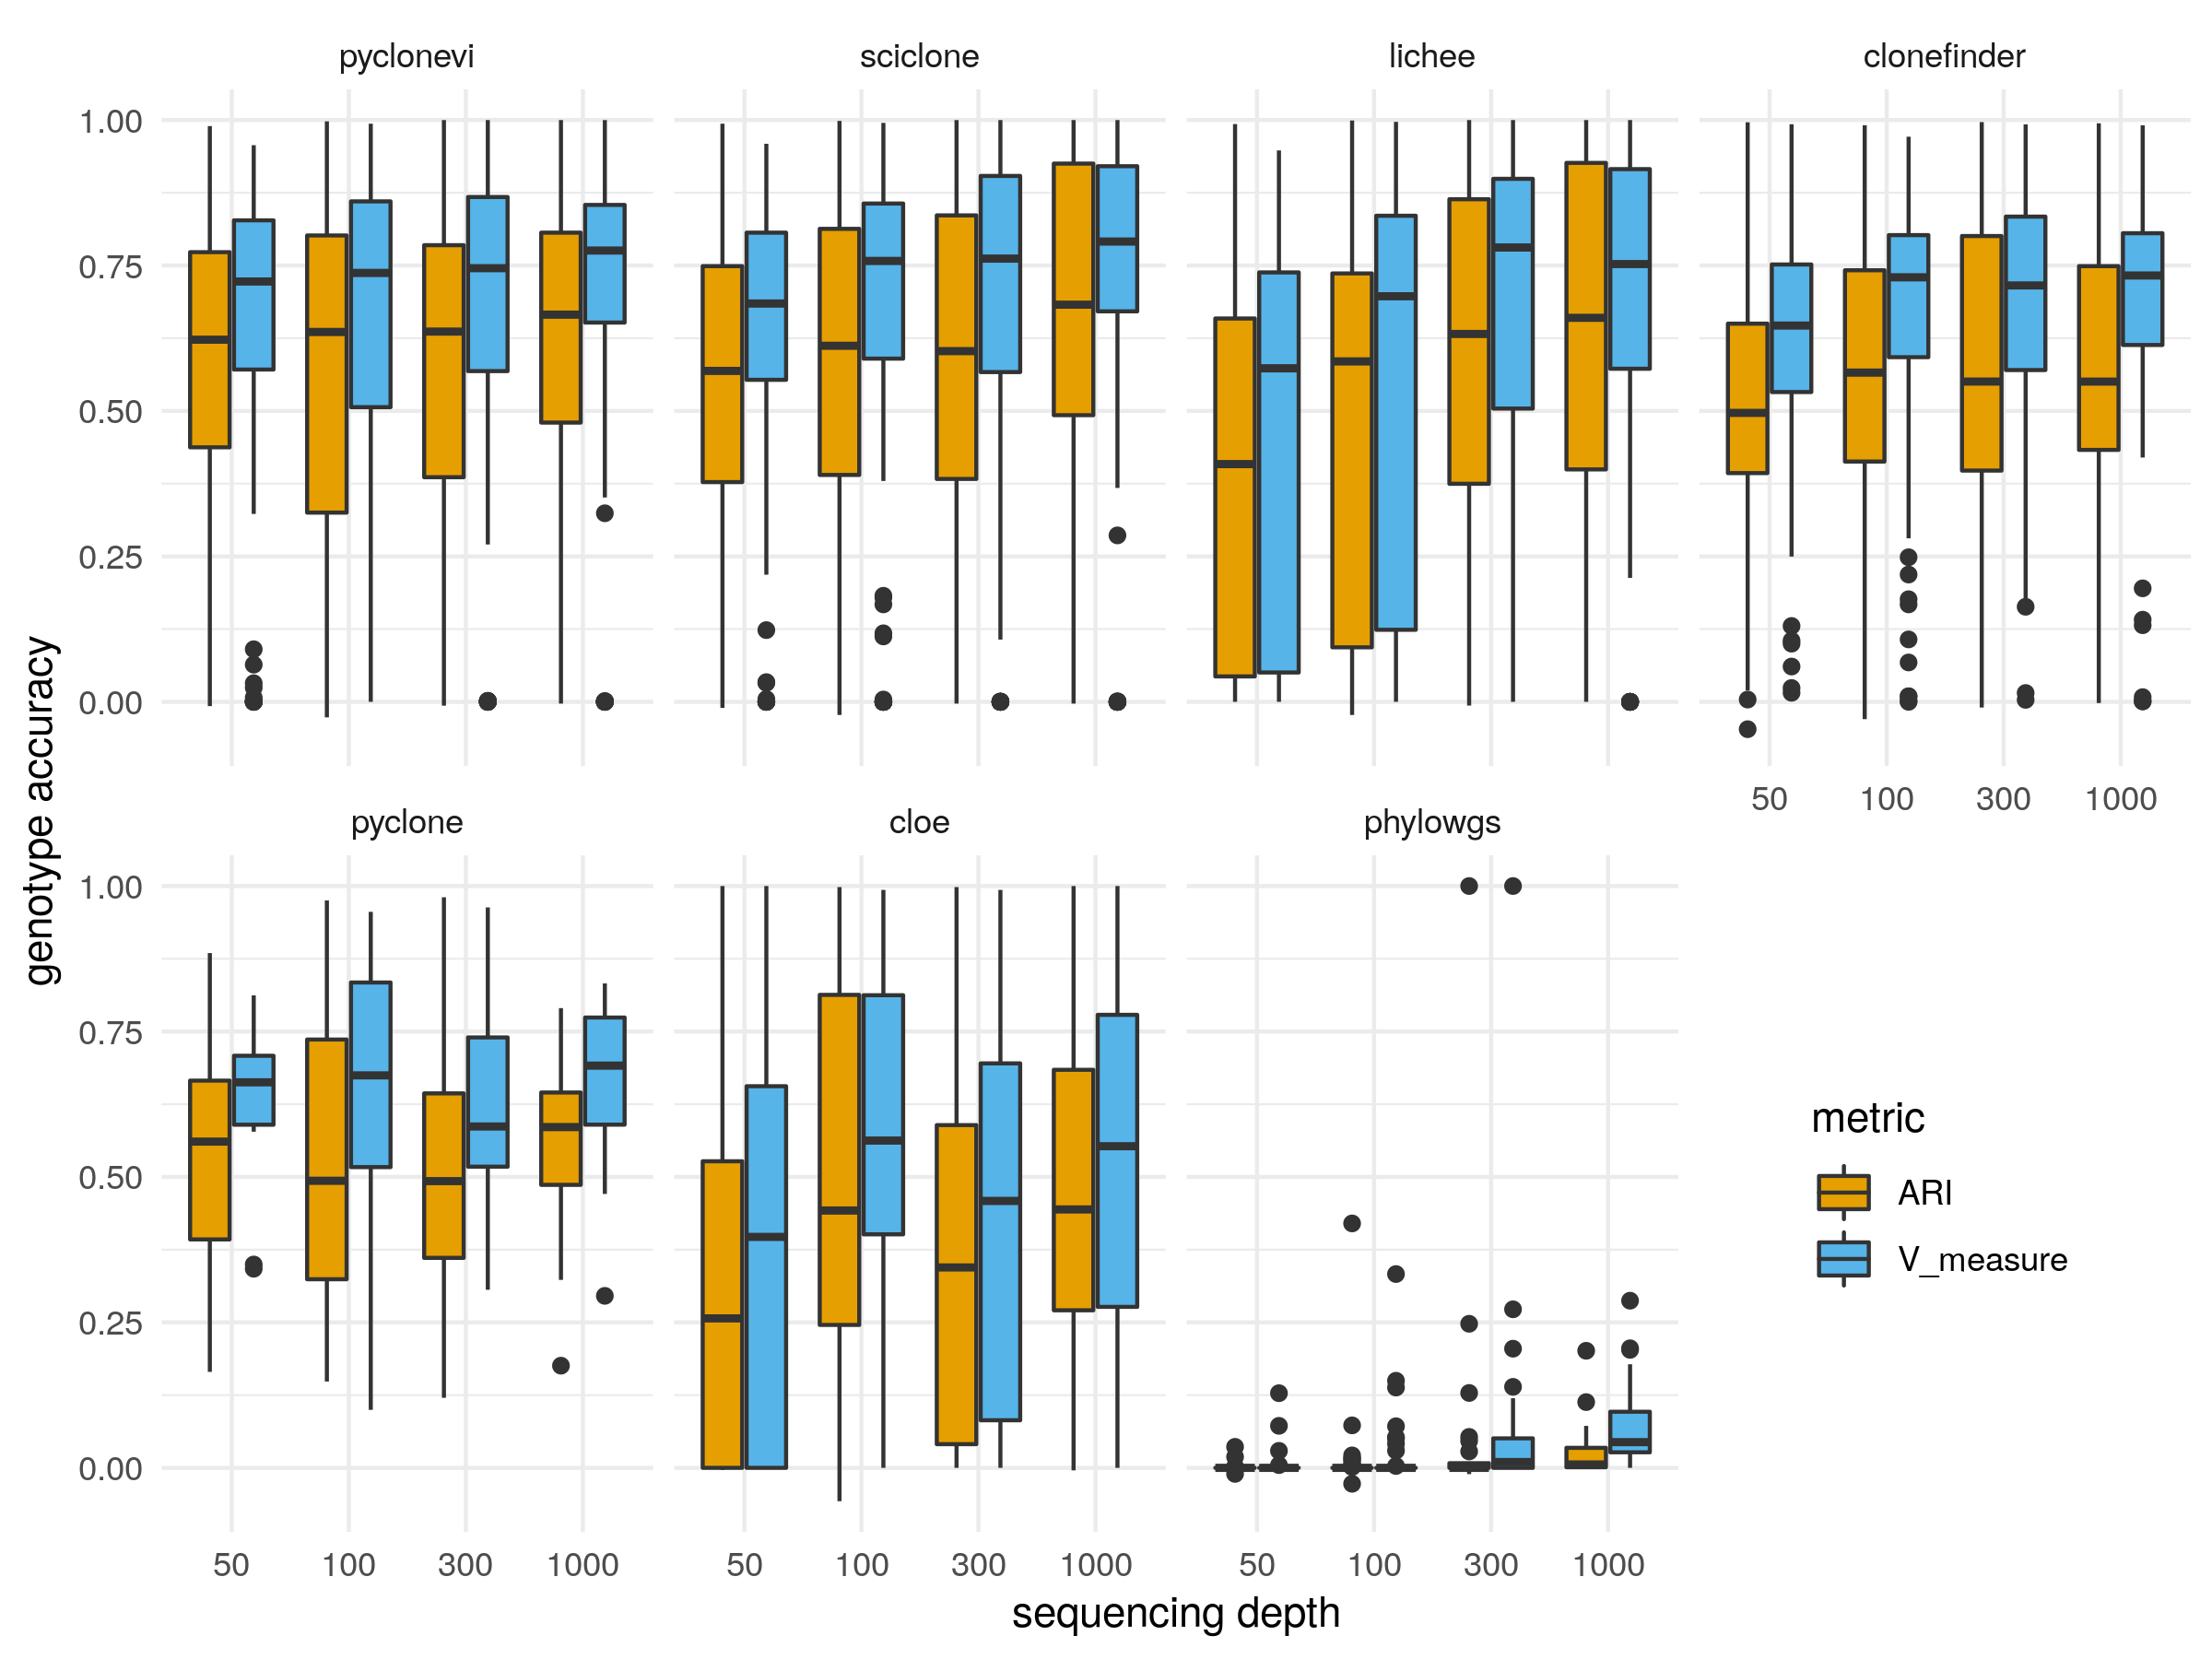 pyclonevi sciclone lichee clonefinder
1.00
0.75
0.50
0.25
0.00
50 100 300 1000
pyclone cloe phylowgs
1.00
0.75
0.50
0.25
0.00
50 100 300 1000 50 100 300 1000 50 100 300 1000
sequencing depth
genotype accuracy
metric
ARI
V_measure